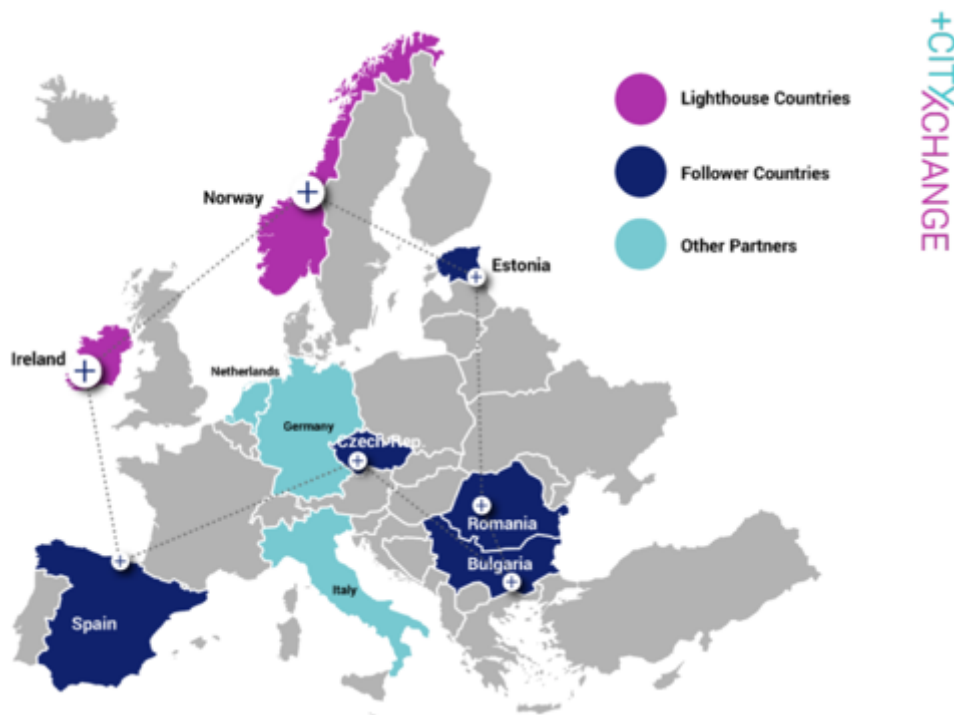 +CITYXCHANGE
Lighthouse Countries
Follower Countries
Other Partners
Norway
Estonia
Ireland
Netherlands
Germany
Czech Rep.
Romania
Bulgaria
Italy
Spain